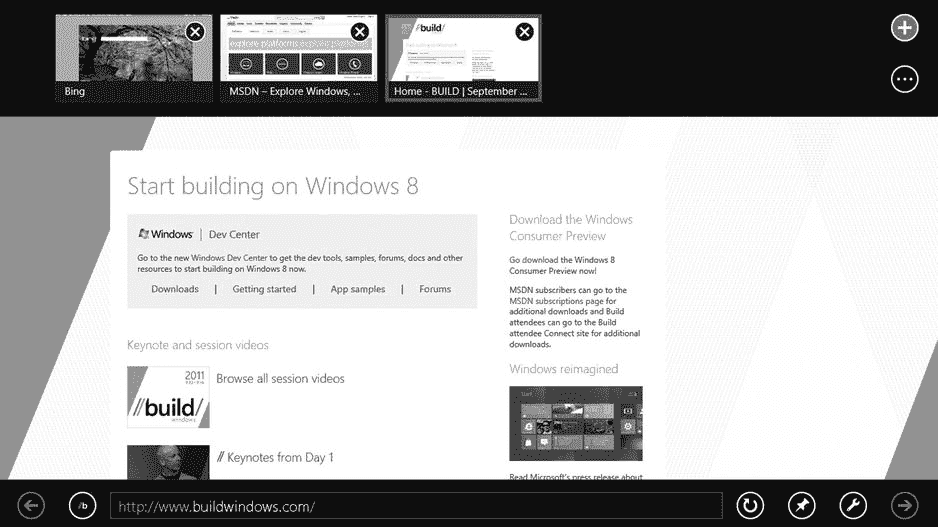 Bing
MSDN – Explore Windows, ...
Home - BUILD | September ...
//build/
Start building on Windows 8
Windows | Dev Center
Go to the new Windows Dev Center to get the dev tools, samples, forums, docs and other
resources to start building on Windows 8 now.
Downloads | Getting started | App samples | Forums
Keynote and session videos
2011
//build/
windows
Browse all session videos
// Keynotes from Day 1
Download the Windows
Consumer Preview
Go download the Windows 8
Consumer Preview now!
MSDN subscribers can go to the
MSDN subscriptions page for
additional downloads and Build
attendees can go to the Build
attendee Connect site for additional
downloads.
Windows reimagined
Start
Read Microsoft's press release about
/b
http://www.buildwindows.com/